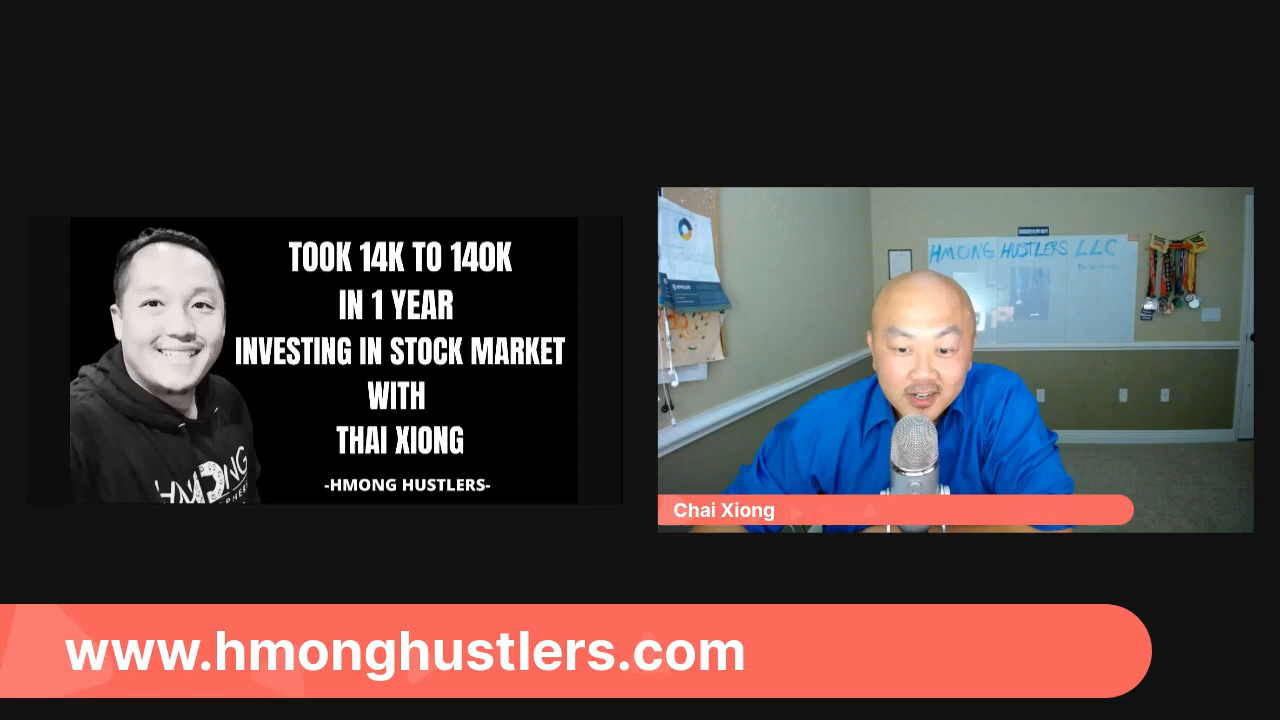 TOOK 14K TO 140K
IN 1 YEAR
INVESTING IN STOCK MARKET
WITH
THAI XIONG
-HMONG HUSTLERS-
HMONG
HMONG HUSTLERS LLC
Chai Xiong
www.hmonghustlers.com